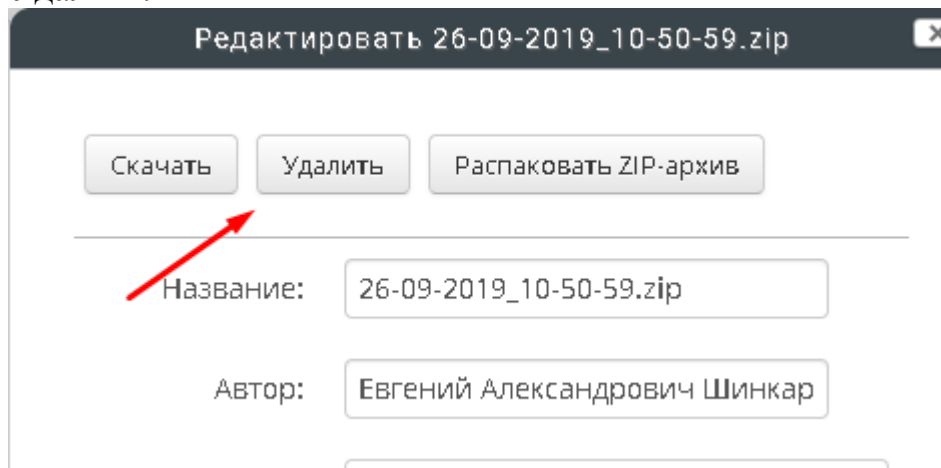 Редактировать 26-09-2019_10-50-59.zip
Скачать Удалить Распаковать ZIP-архив
Название: 26-09-2019_10-50-59.zip
Автор: Евгений Александрович Шинкар